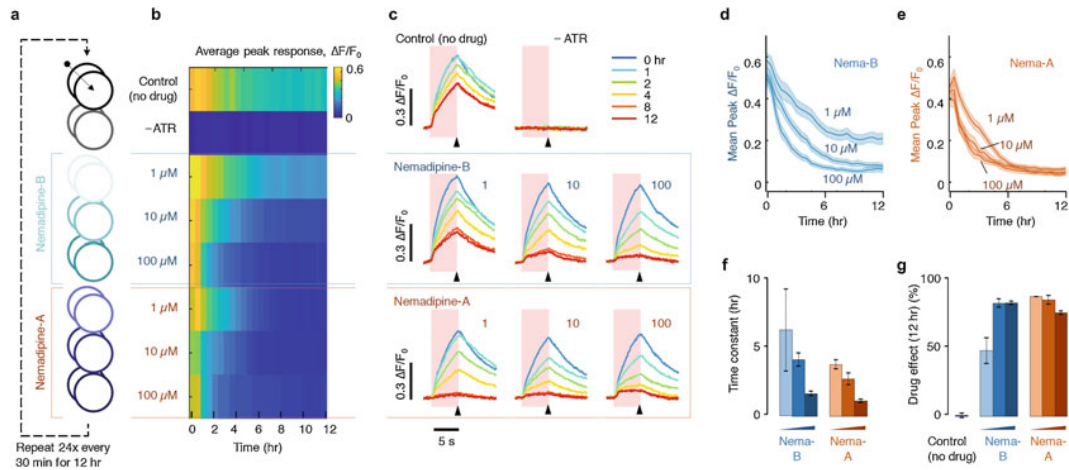 a
b
c
d
e
Average peak response, ΔF/F₀
0.6
0
Control
(no drug)
−ATR
Nemadipine-B
1 µM
10 µM
100 µM
Nemadipine-A
1 µM
10 µM
100 µM
0 2 4 6 8 10 12
Time (hr)
Repeat 24x every
30 min for 12 hr
Control (no drug)
−ATR
0 hr
1
2
4
8
12
0.3 ΔF/F₀
Nemadipine-B
1 10 100
0.3 ΔF/F₀
Nemadipine-A
1 10 100
0.3 ΔF/F₀
5 s
Nema-B
Mean Peak ΔF/F₀
0.6
0.4
0.2
0
1 µM
10 µM
100 µM
0 6 12
Time (hr)
Nema-A
Mean Peak ΔF/F₀
0.6
0.4
0.2
0
1 µM
10 µM
100 µM
0 6 12
Time (hr)
f
Time constant (hr)
10
5
0
Nema-
B
Nema-
A
g
Drug effect (12 hr) (%)
100
50
0
Control
(no drug)
Nema-
B
Nema-
A